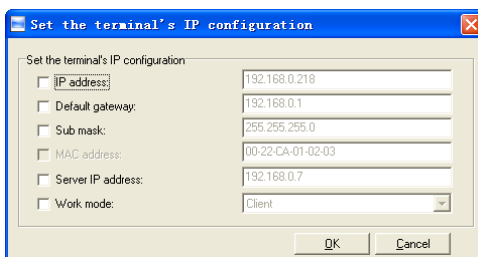 Set the terminal's IP configuration
Set the terminal's IP configuration
IP address: 192.168.0.218
Default gateway: 192.168.0.1
Sub mask: 255.255.255.0
MAC address: 00-22-CA-01-02-03
Server IP address: 192.168.0.7
Work mode: Client
OK Cancel